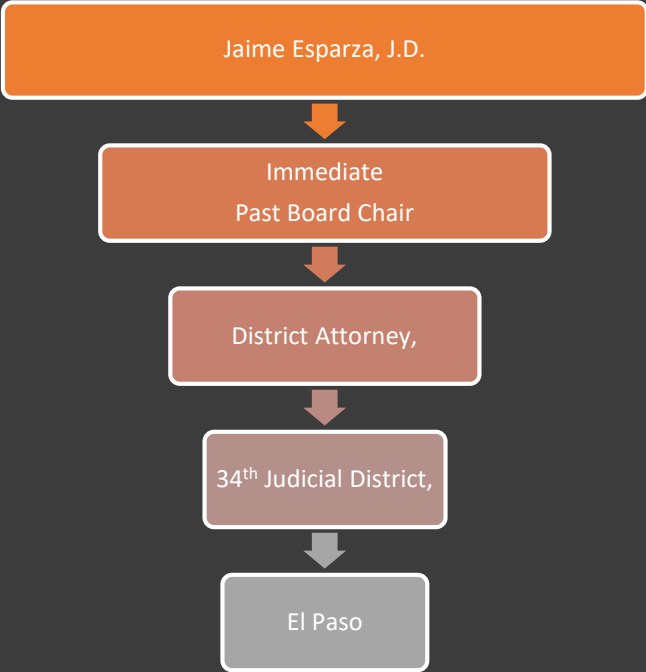 Jaime Esparza, J.D.
Immediate
Past Board Chair
District Attorney,
34th Judicial District,
El Paso